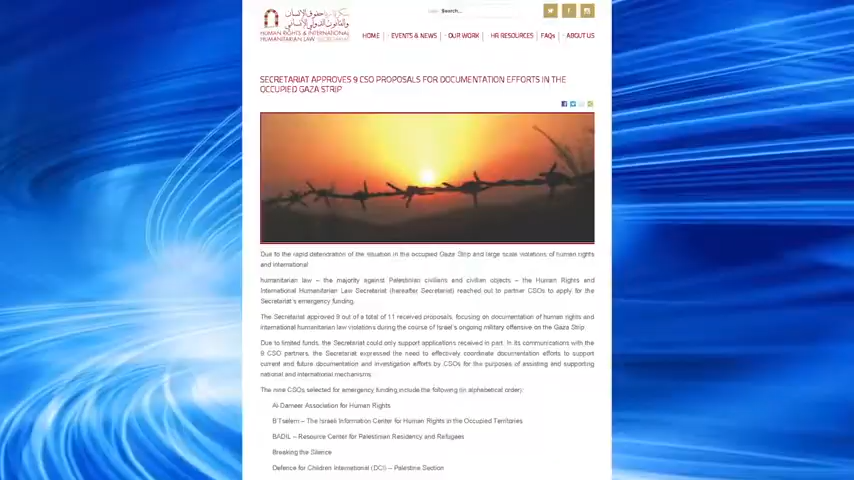 سكرتاريا حقوق الإنسان
والقانون الدولي الإنساني
HUMAN RIGHTS & INTERNATIONAL
HUMANITARIAN LAW SECRETARIAT
Search...
HOME
EVENTS & NEWS
OUR WORK
HR RESOURCES
FAQs
ABOUT US
SECRETARIAT APPROVES 9 CSO PROPOSALS FOR DOCUMENTATION EFFORTS IN THE
OCCUPIED GAZA STRIP
Due to the rapid deterioration of the situation in the occupied Gaza Strip and large scale violations of human rights
and international
humanitarian law – the majority against Palestinian civilians and civilian objects – the Human Rights and
International Humanitarian Law Secretariat (hereafter Secretariat) reached out to partner CSOs to apply for the
Secretariat's emergency funding.
The Secretariat approved 9 out of a total of 11 received proposals, focusing on documentation of human rights and
international humanitarian law violations during the course of Israel's ongoing military offensive on the Gaza Strip.
Due to limited funds, the Secretariat could only support applications received in part. In its communications with the
9 CSO partners, the Secretariat expressed the need to effectively coordinate documentation efforts to support
current and future documentation and investigation efforts by CSOs for the purposes of assisting and supporting
national and international mechanisms.
The nine CSOs selected for emergency funding include the following (in alphabetical order):
Al-Dameer Association for Human Rights
B'Tselem – The Israeli Information Center for Human Rights in the Occupied Territories
BADIL – Resource Center for Palestinian Residency and Refugees
Breaking the Silence
Defence for Children International (DCI) – Palestine Section